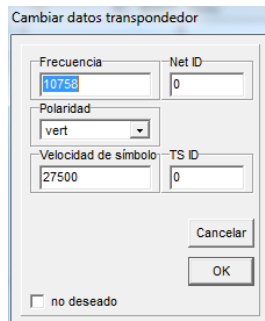 Cambiar datos transpondedor
Frecuencia Net ID
10758 0
Polaridad
vert
Velocidad de símbolo TS ID
27500 0
Cancelar
OK
no deseado